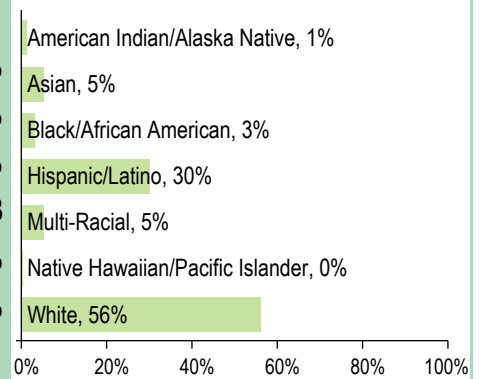 American Indian/Alaska Native, 1%
Asian, 5%
Black/African American, 3%
Hispanic/Latino, 30%
Multi-Racial, 5%
Native Hawaiian/Pacific Islander, 0%
White, 56%
0% 20% 40% 60% 80% 100%